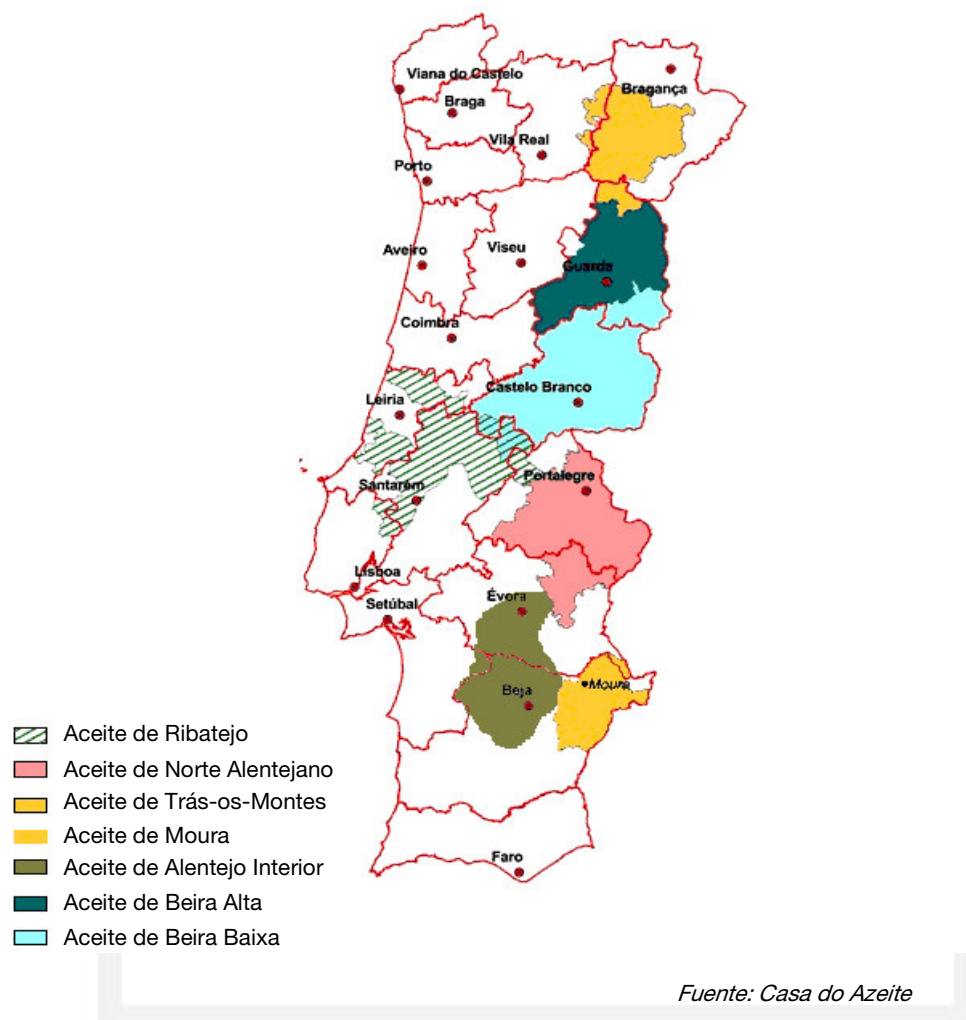 Viana do Castelo
Bragança
Braga
Vila Real
Porto
Aveiro
Viseu
Guarda
Coimbra
Castelo Branco
Leiria
Portalegre
Santarém
Lisboa
Évora
Setúbal
Moura
Beja
Faro
Aceite de Ribatejo
Aceite de Norte Alentejano
Aceite de Trás-os-Montes
Aceite de Moura
Aceite de Alentejo Interior
Aceite de Beira Alta
Aceite de Beira Baixa
Fuente: Casa do Azeite